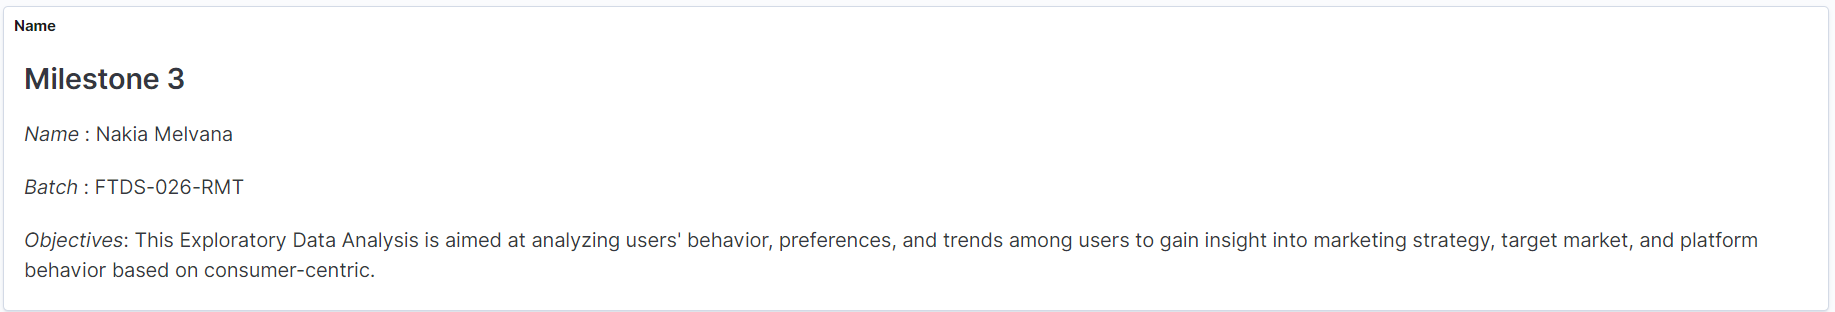 Name
Milestone 3
Name : Nakia Melvana
Batch : FTDS-026-RMT
Objectives: This Exploratory Data Analysis is aimed at analyzing users' behavior, preferences, and trends among users to gain insight into marketing strategy, target market, and platform
behavior based on consumer-centric.